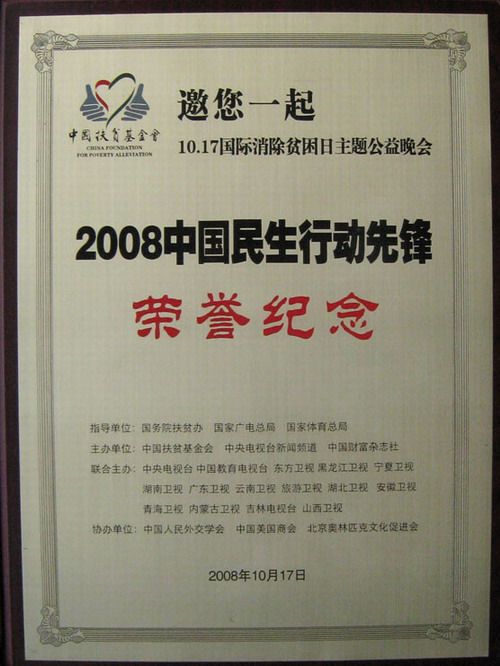 中国扶贫基金會
CHINA FOUNDATION
FOR POVERTY ALLEVIATION
邀您一起
10.17国际消除贫困日主题公益晚会
2008中国民生行动先锋
荣誉纪念
指导单位：国务院扶贫办 国家广电总局 国家体育总局
主办单位：中国扶贫基金会 中央电视台新闻频道 中国财富杂志社
联合主办：中央电视台 中国教育电视台 东方卫视 黑龙江卫视 宁夏卫视
湖南卫视 广东卫视 云南卫视 旅游卫视 湖北卫视 安徽卫视
青海卫视 内蒙古卫视 吉林电视台 山西卫视
协办单位：中国人民外交学会 中国美国商会 北京奥林匹克文化促进会
2008年10月17日